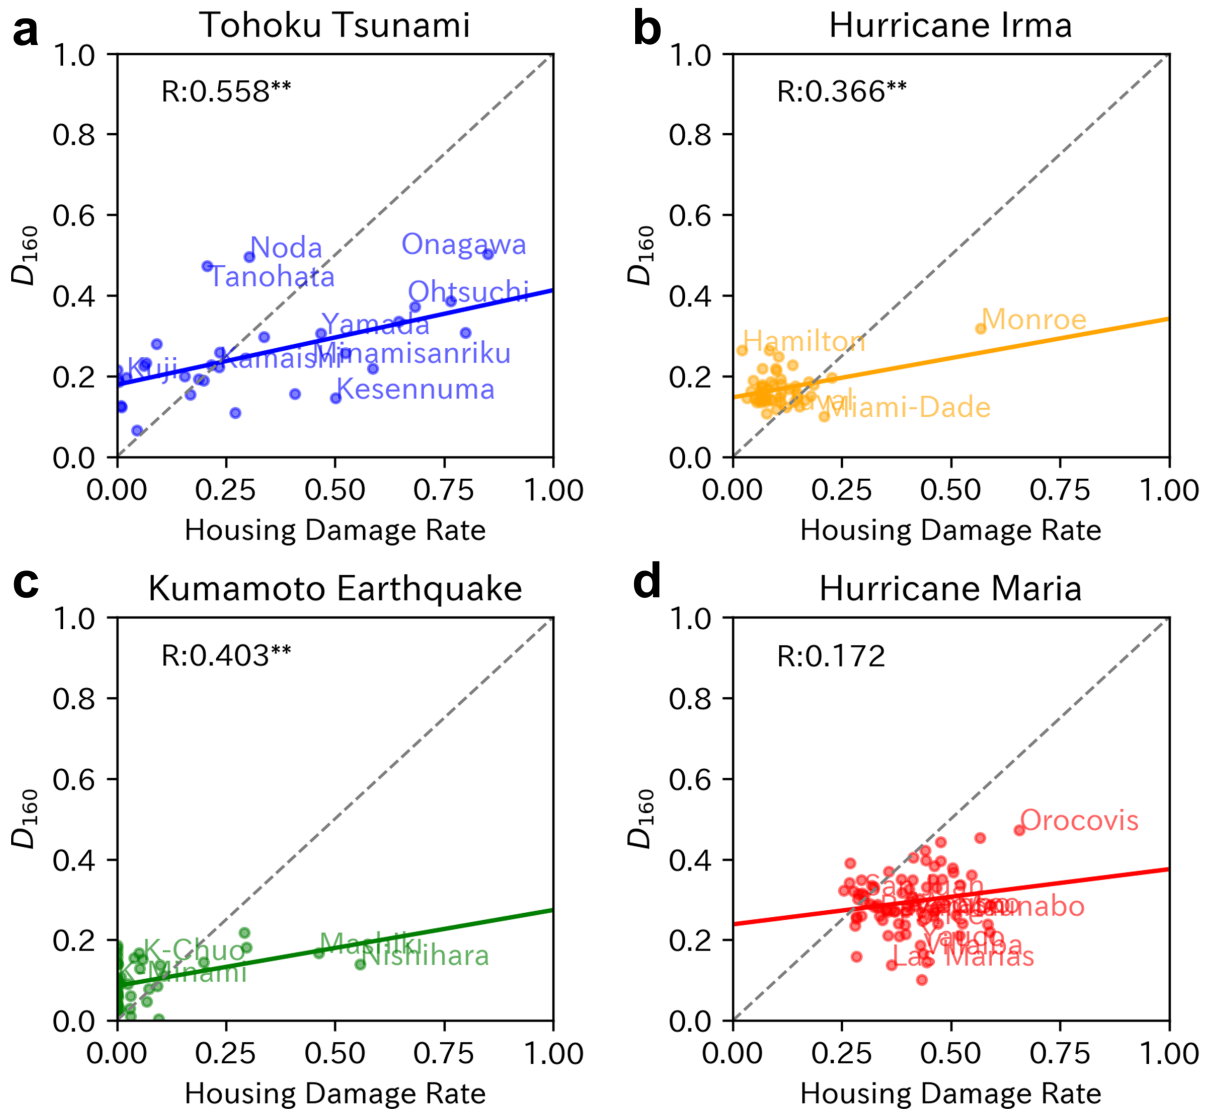 a Tohoku Tsunami
R:0.558**
D160
1.0
0.8
0.6
0.4
0.2
0.0
Noda
Tanohata
Onagawa
Ohtsuchi
Yamada
Kuji
Kamaishi
Minamisanriku
Kesennuma
0.00 0.25 0.50 0.75 1.00
Housing Damage Rate
b Hurricane Irma
R:0.366**
D160
1.0
0.8
0.6
0.4
0.2
0.0
Monroe
Hamilton
Miami-Dade
0.00 0.25 0.50 0.75 1.00
Housing Damage Rate
c Kumamoto Earthquake
R:0.403**
D160
1.0
0.8
0.6
0.4
0.2
0.0
K-Chuo
Mashiki
Nishihara
Minami
0.00 0.25 0.50 0.75 1.00
Housing Damage Rate
d Hurricane Maria
R:0.172
D160
1.0
0.8
0.6
0.4
0.2
0.0
Orocovis
San Juan
Maunabo
Las Marias
0.00 0.25 0.50 0.75 1.00
Housing Damage Rate